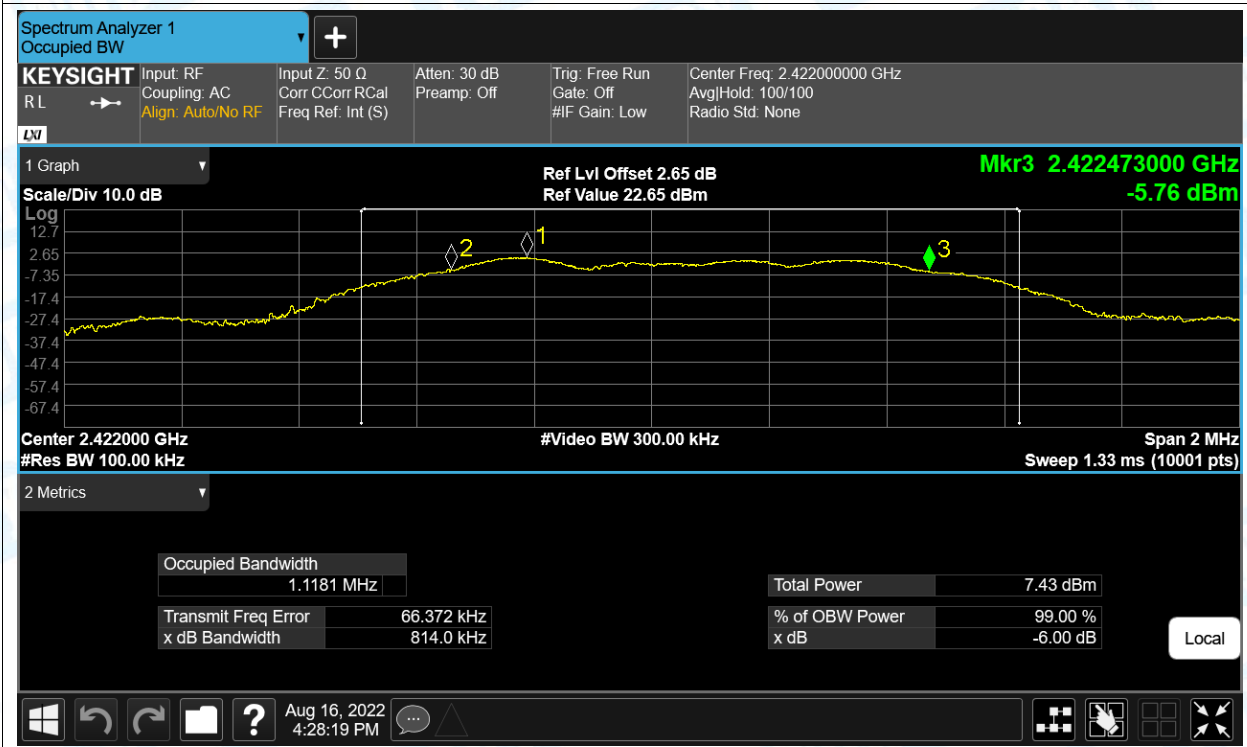 Spectrum Analyzer 1
Occupied BW
KEYSIGHT
R L
LXI
Input: RF
Coupling: AC
Align: Auto/No RF
Input Z: 50 Ω
Corr CCorr RCal
Freq Ref: Int (S)
Atten: 30 dB
Preamp: Off
Trig: Free Run
Gate: Off
#IF Gain: Low
Center Freq: 2.422000000 GHz
Avg|Hold: 100/100
Radio Std: None
1 Graph
Scale/Div 10.0 dB
Ref Lvl Offset 2.65 dB
Ref Value 22.65 dBm
Mkr3 2.422473000 GHz
-5.76 dBm
Log
12.7
2.65
-7.35
-17.4
-27.4
-37.4
-47.4
-57.4
-67.4
2
1
3
Center 2.422000 GHz
#Video BW 300.00 kHz
Span 2 MHz
#Res BW 100.00 kHz
Sweep 1.33 ms (10001 pts)
2 Metrics
Occupied Bandwidth
1.1181 MHz
Transmit Freq Error 66.372 kHz
x dB Bandwidth 814.0 kHz
Total Power 7.43 dBm
% of OBW Power 99.00 %
x dB -6.00 dB
Local
?
Aug 16, 2022
4:28:19 PM